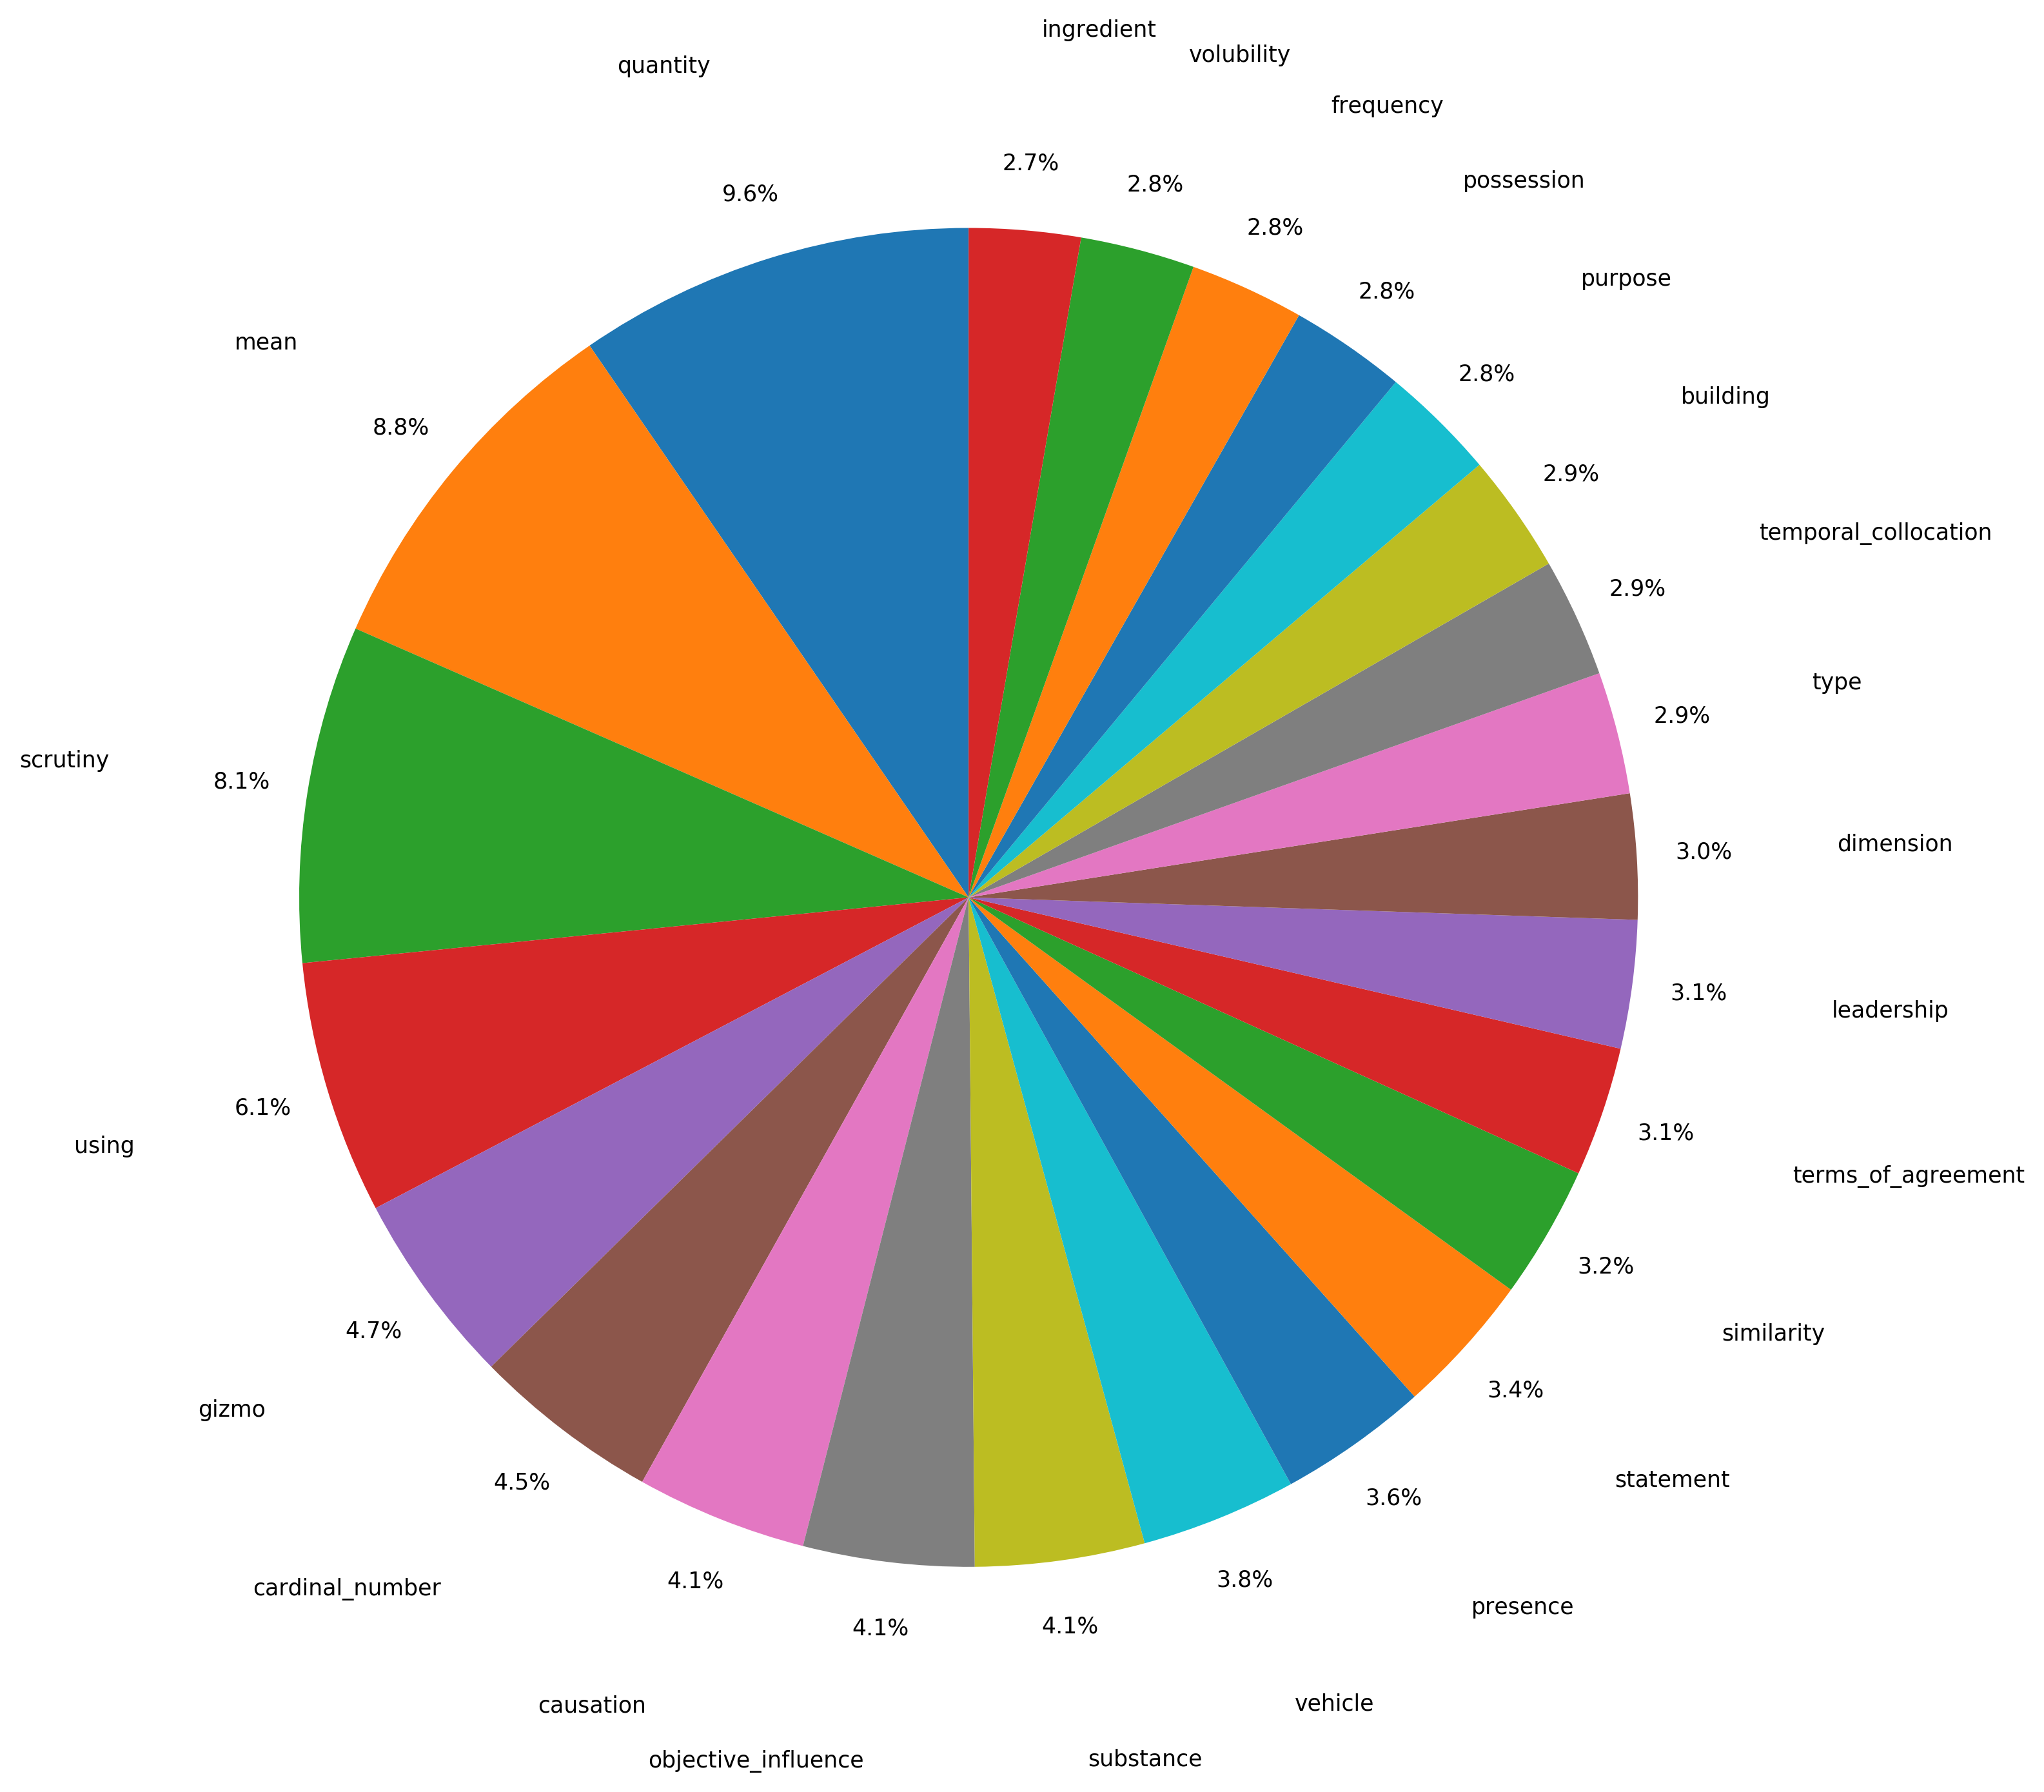 ingredient
volubility
quantity
frequency
2.7%
possession
2.8%
9.6%
2.8%
purpose
2.8%
mean
2.8%
building
8.8%
2.9%
temporal_collocation
2.9%
type
2.9%
scrutiny
8.1%
dimension
3.0%
3.1%
leadership
6.1%
3.1%
using
terms_of_agreement
3.2%
4.7%
similarity
3.4%
gizmo
4.5%
statement
3.6%
3.8%
4.1%
cardinal_number
presence
4.1%
4.1%
causation
vehicle
objective_influence
substance